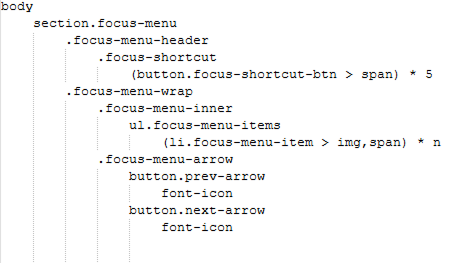 body
section.focus-menu
.focus-menu-header
.focus-shortcut
(button.focus-shortcut-btn > span) * 5
.focus-menu-wrap
.focus-menu-inner
ul.focus-menu-items
(li.focus-menu-item > img,span) * n
.focus-menu-arrow
button.prev-arrow
font-icon
button.next-arrow
font-icon